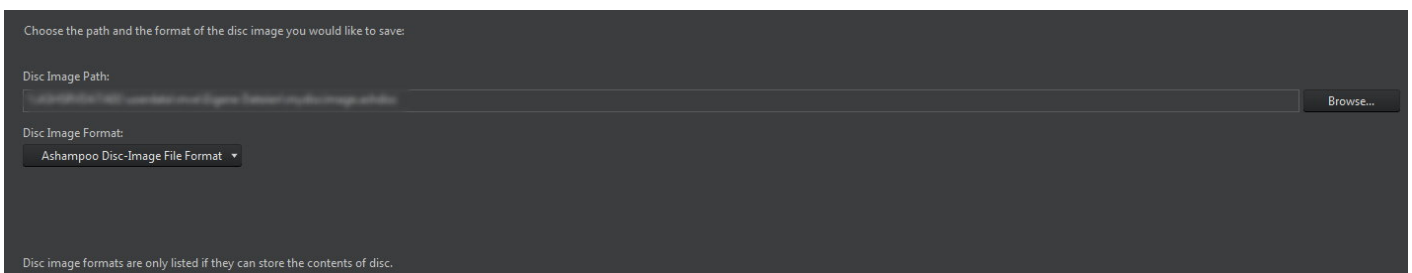 Choose the path and the format of the disc image you would like to save:
Disc Image Path:
Browse...
Disc Image Format:
Ashampoo Disc-Image File Format
Disc image formats are only listed if they can store the contents of disc.